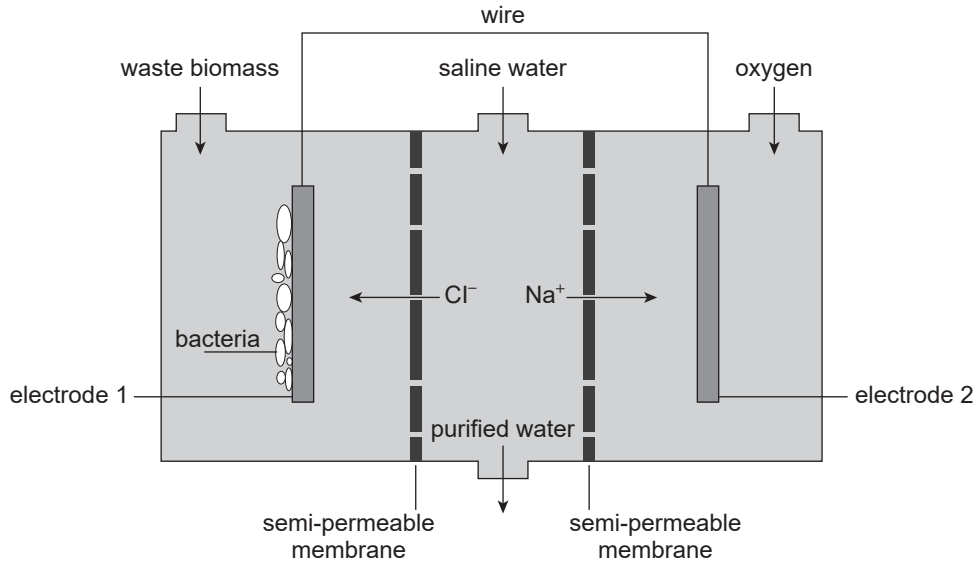 wire
waste biomass
saline water
oxygen
Cl⁻
Na⁺
bacteria
electrode 1
electrode 2
purified water
semi-permeable
membrane
semi-permeable
membrane